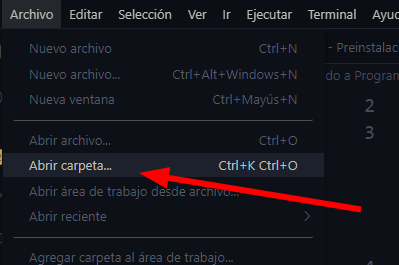 Archivo Editar Selección Ver Ir Ejecutar Terminal Ayu
Nuevo archivo Ctrl+N
- Preinstalac
Nuevo archivo... Ctrl+Alt+Windows+N
do a Program
Nueva ventana Ctrl+Mayús+N
2
3
Abrir archivo... Ctrl+O
Abrir carpeta... Ctrl+K Ctrl+O
Abrir área de trabajo desde archivo...
Abrir reciente
Agregar carpeta al área de trabajo...
4